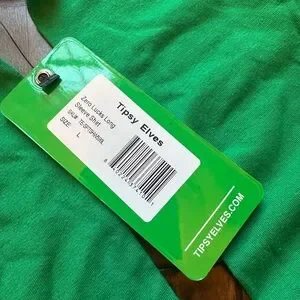 Tipsy Elves
Zero Lucks Long
Sleeve Shirt
SIZE: L
TIPSYELVES.COM